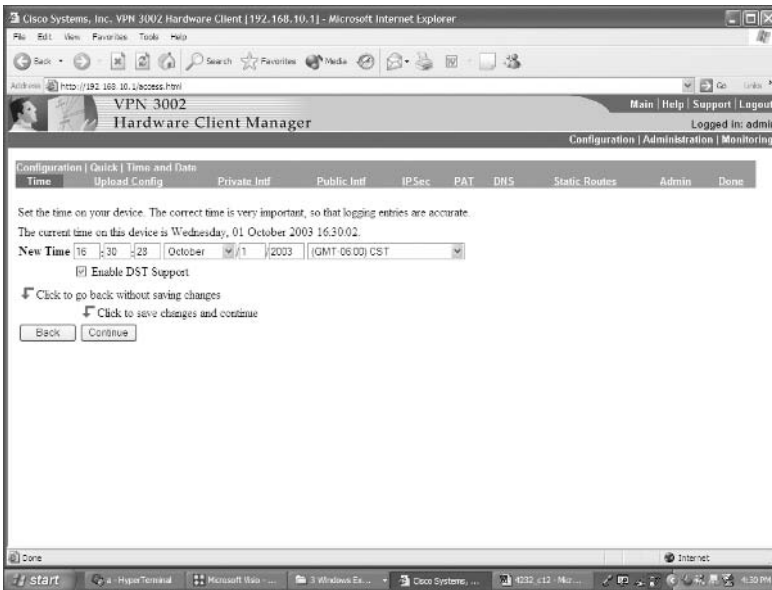 Cisco Systems, Inc. VPN 3002 Hardware Client [192.168.10.1] - Microsoft Internet Explorer
File Edit View Favorites Tools Help
Back Search Favorites Media
Address http://192.168.10.1/access.html Go Links
VPN 3002
Hardware Client Manager
Main | Help | Support | Logout
Logged in: admi
Configuration | Administration | Monitoring
Configuration | Quick | Time and Date
Time Upload Config Private Intf Public Intf IPSec PAT DNS Static Routes Admin Done
Set the time on your device. The correct time is very important, so that logging entries are accurate.
The current time on this device is Wednesday, 01 October 2003 16:30:02.
New Time 16 : 30 : 28 October / 1 / 2003 (GMT-06:00) CST
Enable DST Support
Click to go back without saving changes
Click to save changes and continue
Back Continue
Done Internet
start a - HyperTerminal Microsoft Visio - ... 3 Windows Ex... Cisco Systems, ... 4232_c12 - Mic... 4:30 PM